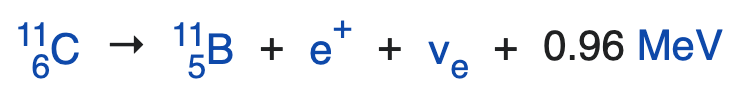 ¹¹₆C → ¹¹₅B + e⁺ + νₑ + 0.96 MeV